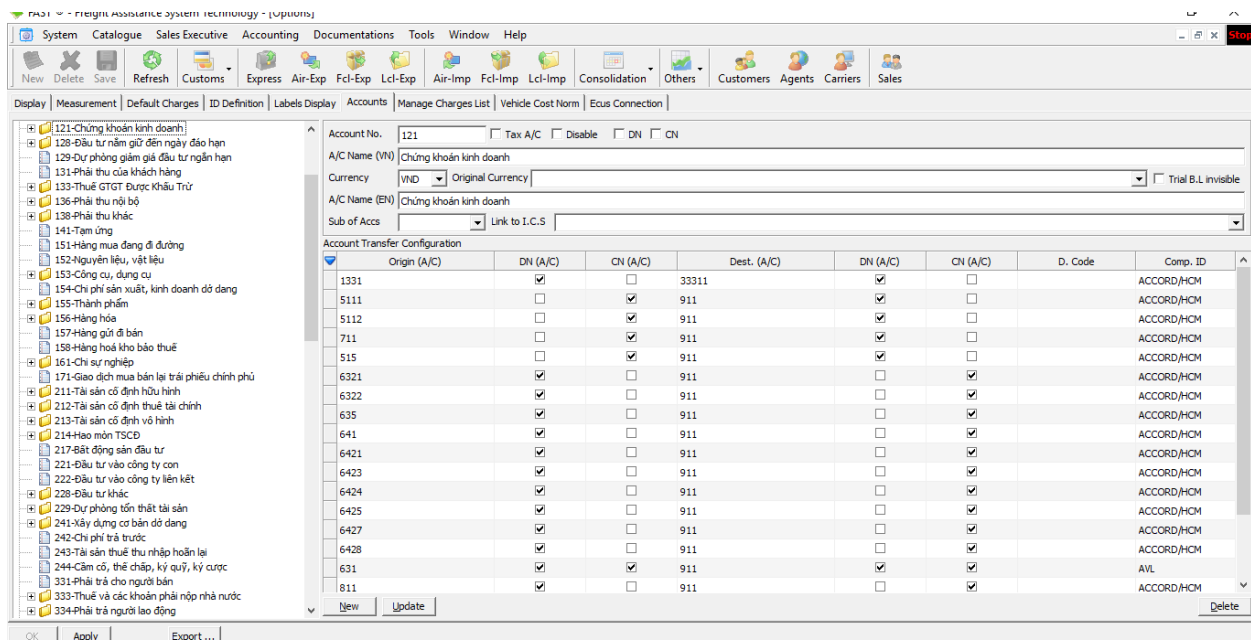 FAST ® - Freight Assistance System Technology - [Options]
System Catalogue Sales Executive Accounting Documentations Tools Window Help Stop
New Delete Save Refresh Customs Express Air-Exp Fcl-Exp Lcl-Exp Air-Imp Fcl-Imp Lcl-Imp Consolidation Others Customers Agents Carriers Sales
Display Measurement Default Charges ID Definition Labels Display Accounts Manage Charges List Vehicle Cost Norm Ecus Connection
121-Chứng khoán kinh doanh
128-Đầu tư nắm giữ đến ngày đáo hạn
129-Dự phòng giảm giá đầu tư ngắn hạn
131-Phải thu của khách hàng
133-Thuế GTGT Được Khấu Trừ
136-Phải thu nội bộ
138-Phải thu khác
141-Tạm ứng
151-Hàng mua đang đi đường
152-Nguyên liệu, vật liệu
153-Công cụ, dụng cụ
154-Chi phí sản xuất, kinh doanh dở dang
155-Thành phẩm
156-Hàng hóa
157-Hàng gửi đi bán
158-Hàng hoá kho bảo thuế
161-Chi sự nghiệp
171-Giao dịch mua bán lại trái phiếu chính phủ
211-Tài sản cố định hữu hình
212-Tài sản cố định thuê tài chính
213-Tài sản cố định vô hình
214-Hao mòn TSCĐ
217-Bất động sản đầu tư
221-Đầu tư vào công ty con
222-Đầu tư vào công ty liên kết
228-Đầu tư khác
229-Dự phòng tổn thất tài sản
241-Xây dựng cơ bản dở dang
242-Chi phí trả trước
243-Tài sản thuế thu nhập hoãn lại
244-Cầm cố, thế chấp, ký quỹ, ký cược
331-Phải trả cho người bán
333-Thuế và các khoản phải nộp nhà nước
334-Phải trả người lao động
Account No. 121 Tax A/C Disable DN CN
A/C Name (VN) Chứng khoán kinh doanh
Currency VND Original Currency Trial B.L invisible
A/C Name (EN) Chứng khoán kinh doanh
Sub of Accs Link to I.C.S
Account Transfer Configuration
Origin (A/C) DN (A/C) CN (A/C) Dest. (A/C) DN (A/C) CN (A/C) D. Code Comp. ID
1331 33311 ACCORD/HCM
5111 911 ACCORD/HCM
5112 911 ACCORD/HCM
711 911 ACCORD/HCM
515 911 ACCORD/HCM
6321 911 ACCORD/HCM
6322 911 ACCORD/HCM
635 911 ACCORD/HCM
641 911 ACCORD/HCM
6421 911 ACCORD/HCM
6423 911 ACCORD/HCM
6424 911 ACCORD/HCM
6425 911 ACCORD/HCM
6427 911 ACCORD/HCM
6428 911 ACCORD/HCM
631 911 AVL
811 911 ACCORD/HCM
New Update Delete
OK Apply Export ...